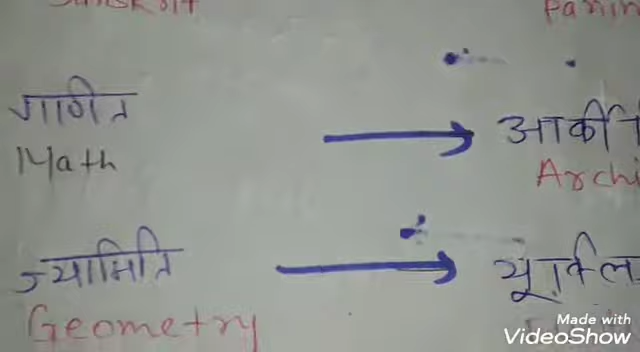 गणित → आर्की
Math Archi
ज्यामिति → यूक्लि
Geometry
Made with
VideoShow